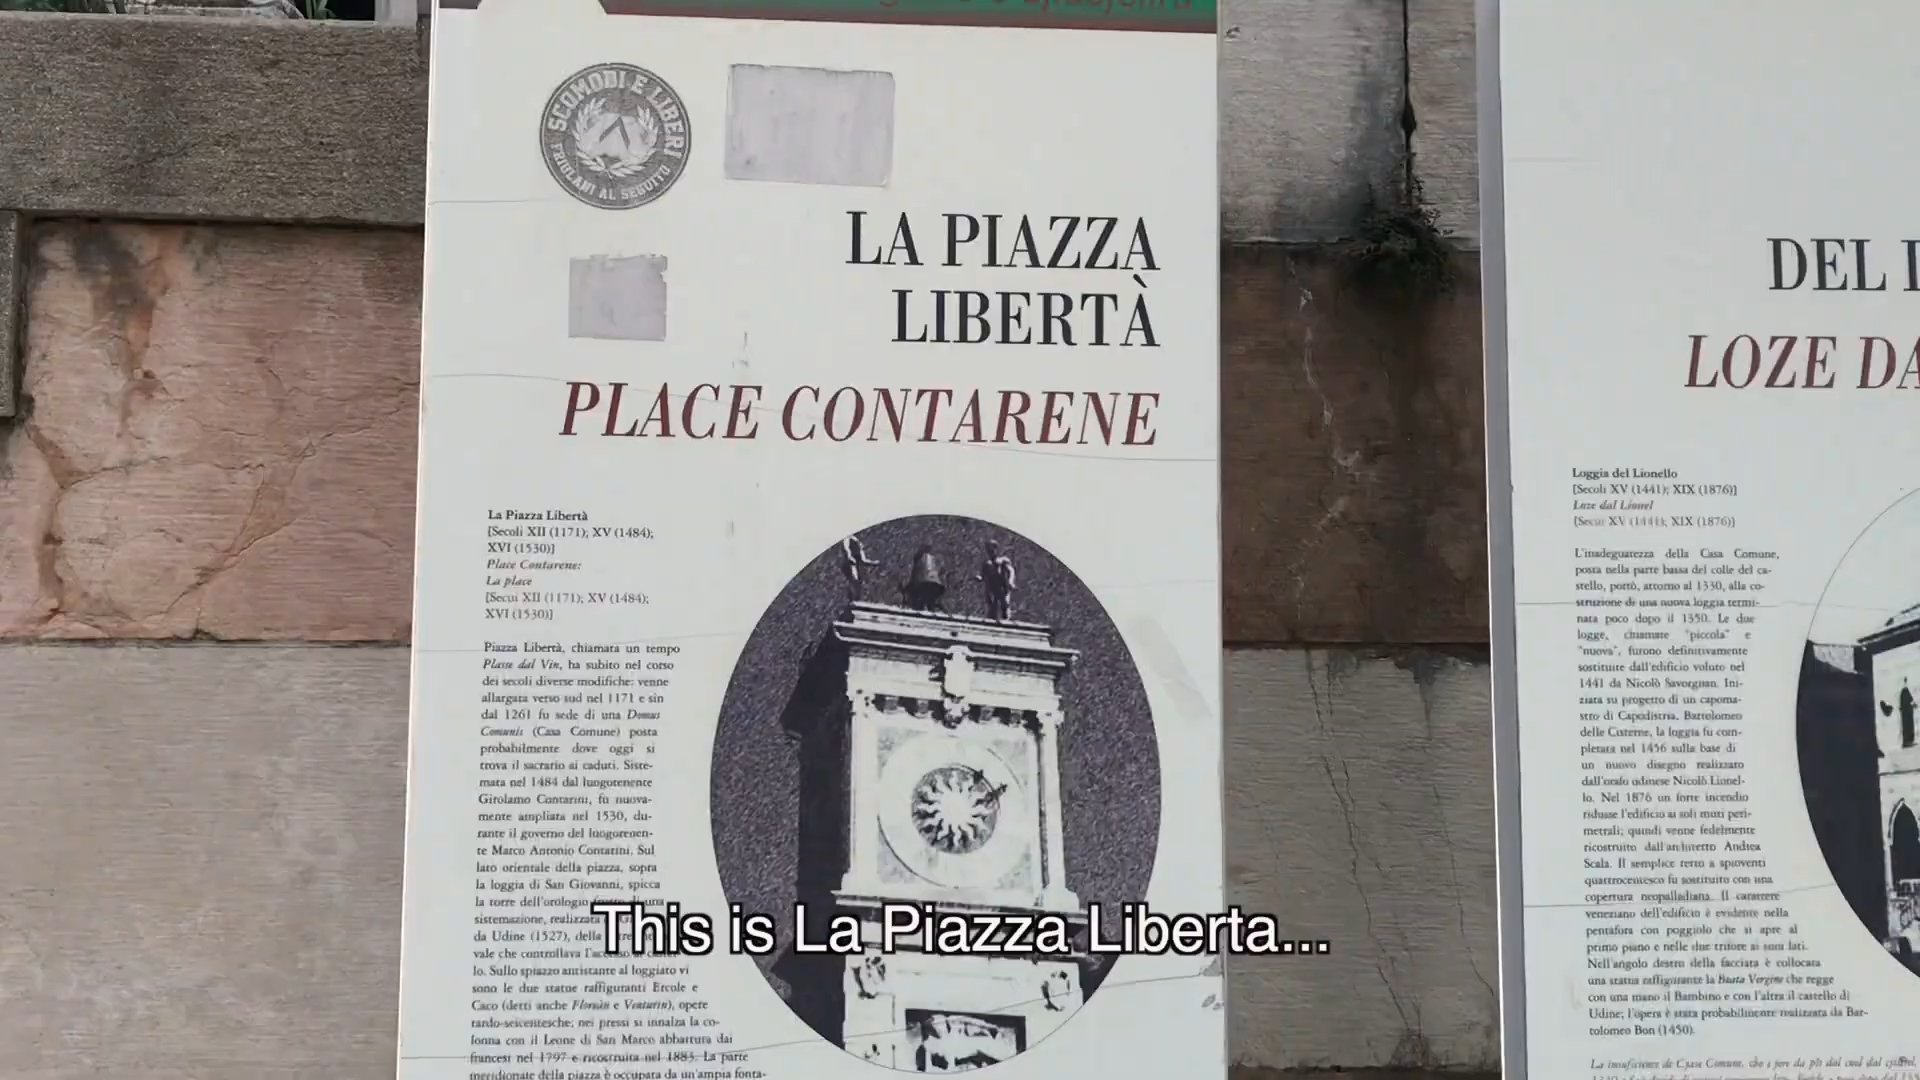 SCOMODI E LIBERI
FRIULANI AL SEGUITO
LA PIAZZA
LIBERTÀ
PLACE CONTARENE
La Piazza Libertà
[Secoli XII (1171); XV (1484);
XVI (1530)]
Place Contarene:
La place
[Secui XII (1171); XV (1484);
XVI (1530)]
Piazza Libertà, chiamata un tempo
Plasse dal Vin, ha subito nel corso
dei secoli diverse modifiche: venne
allargata verso sud nel 1171 e sin
dal 1261 fu sede di una Domus
Comunis (Casa Comune) posta
probabilmente dove oggi si
trova il sacrario ai caduti. Siste-
mata nel 1484 dal luogotenente
Girolamo Contarini, fu nuova-
mente ampliata nel 1530, du-
rante il governo del luogotenen-
te Marco Antonio Contarini. Sul
lato orientale della piazza, sopra
la loggia di San Giovanni, spicca
la torre dell'orologio
sistemazione, realizzata
da Udine (1527), della
vale che controllava
lo. Sullo spiazzo antistante al loggiato vi
sono le due statue raffiguranti Ercole e
Caco (detti anche Florean e Venturin), opere
tardo-seicentesche; nei pressi si innalza la co-
lonna con il Leone di San Marco abbattura dai
francesi nel 1797 e ricostruita nel 1883. La parte
meridionale della piazza è occupata da un'ampia fonta-
This is La Piazza Liberta...
DEL
LOZE DA
Loggia del Lionello
[Secoli XV (1441); XIX (1876)]
Loze dal Lionel
[Secui XV (1441); XIX (1876)]
L'inadeguatezza della Casa Comune,
posta nella parte bassa del colle del ca-
stello, portò, attorno al 1330, alla co-
struzione di una nuova loggia termi-
nata poco dopo il 1350. Le due
logge, chiamate "piccola" e
"nuova", furono definitivamente
sostituite dall'edificio voluto nel
1441 da Nicolò Savorgnan. Ini-
ziata su progetto di un capoma-
stro di Capodistria, Bartolomeo
delle Cisterne, la loggia fu com-
pletata nel 1456 sulla base di
un nuovo disegno realizzato
dall'orafo udinese Nicolò Lionel-
lo. Nel 1876 un forte incendio
ridusse l'edificio ai soli muri peri-
metrali; quindi venne fedelmente
ricostruito dall'architetto Andrea
Scala. Il semplice tetto a spioventi
quattrocentesco fu sostituito con una
copertura neopalladiana. Il carattere
veneziano dell'edificio è evidente nella
pentafora con poggiolo che si apre al
primo piano e nelle due trifore ai suoi lati.
Nell'angolo destro della facciata è collocata
una statua raffigurante la Beata Vergine che regge
con una mano il Bambino e con l'altra il castello di
Udine; l'opera è stata probabilmente realizzata da Bar-
tolomeo Bon (1450).
La insuficience de Cjase Comune, che e jere da pît dal cuel dal